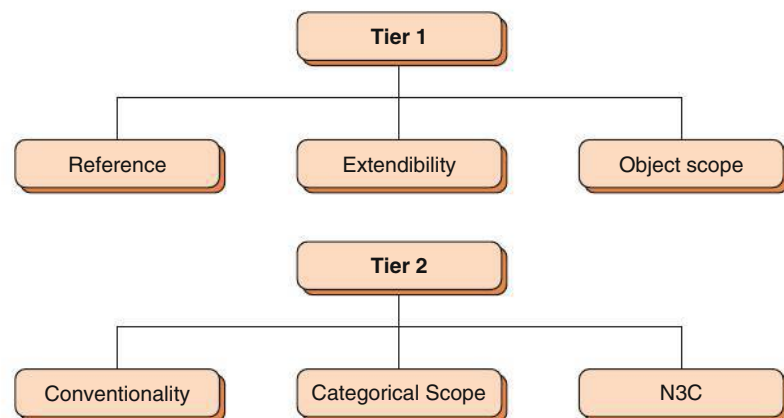 Tier 1
Reference
Extendibility
Object scope
Tier 2
Conventionality
Categorical Scope
N3C